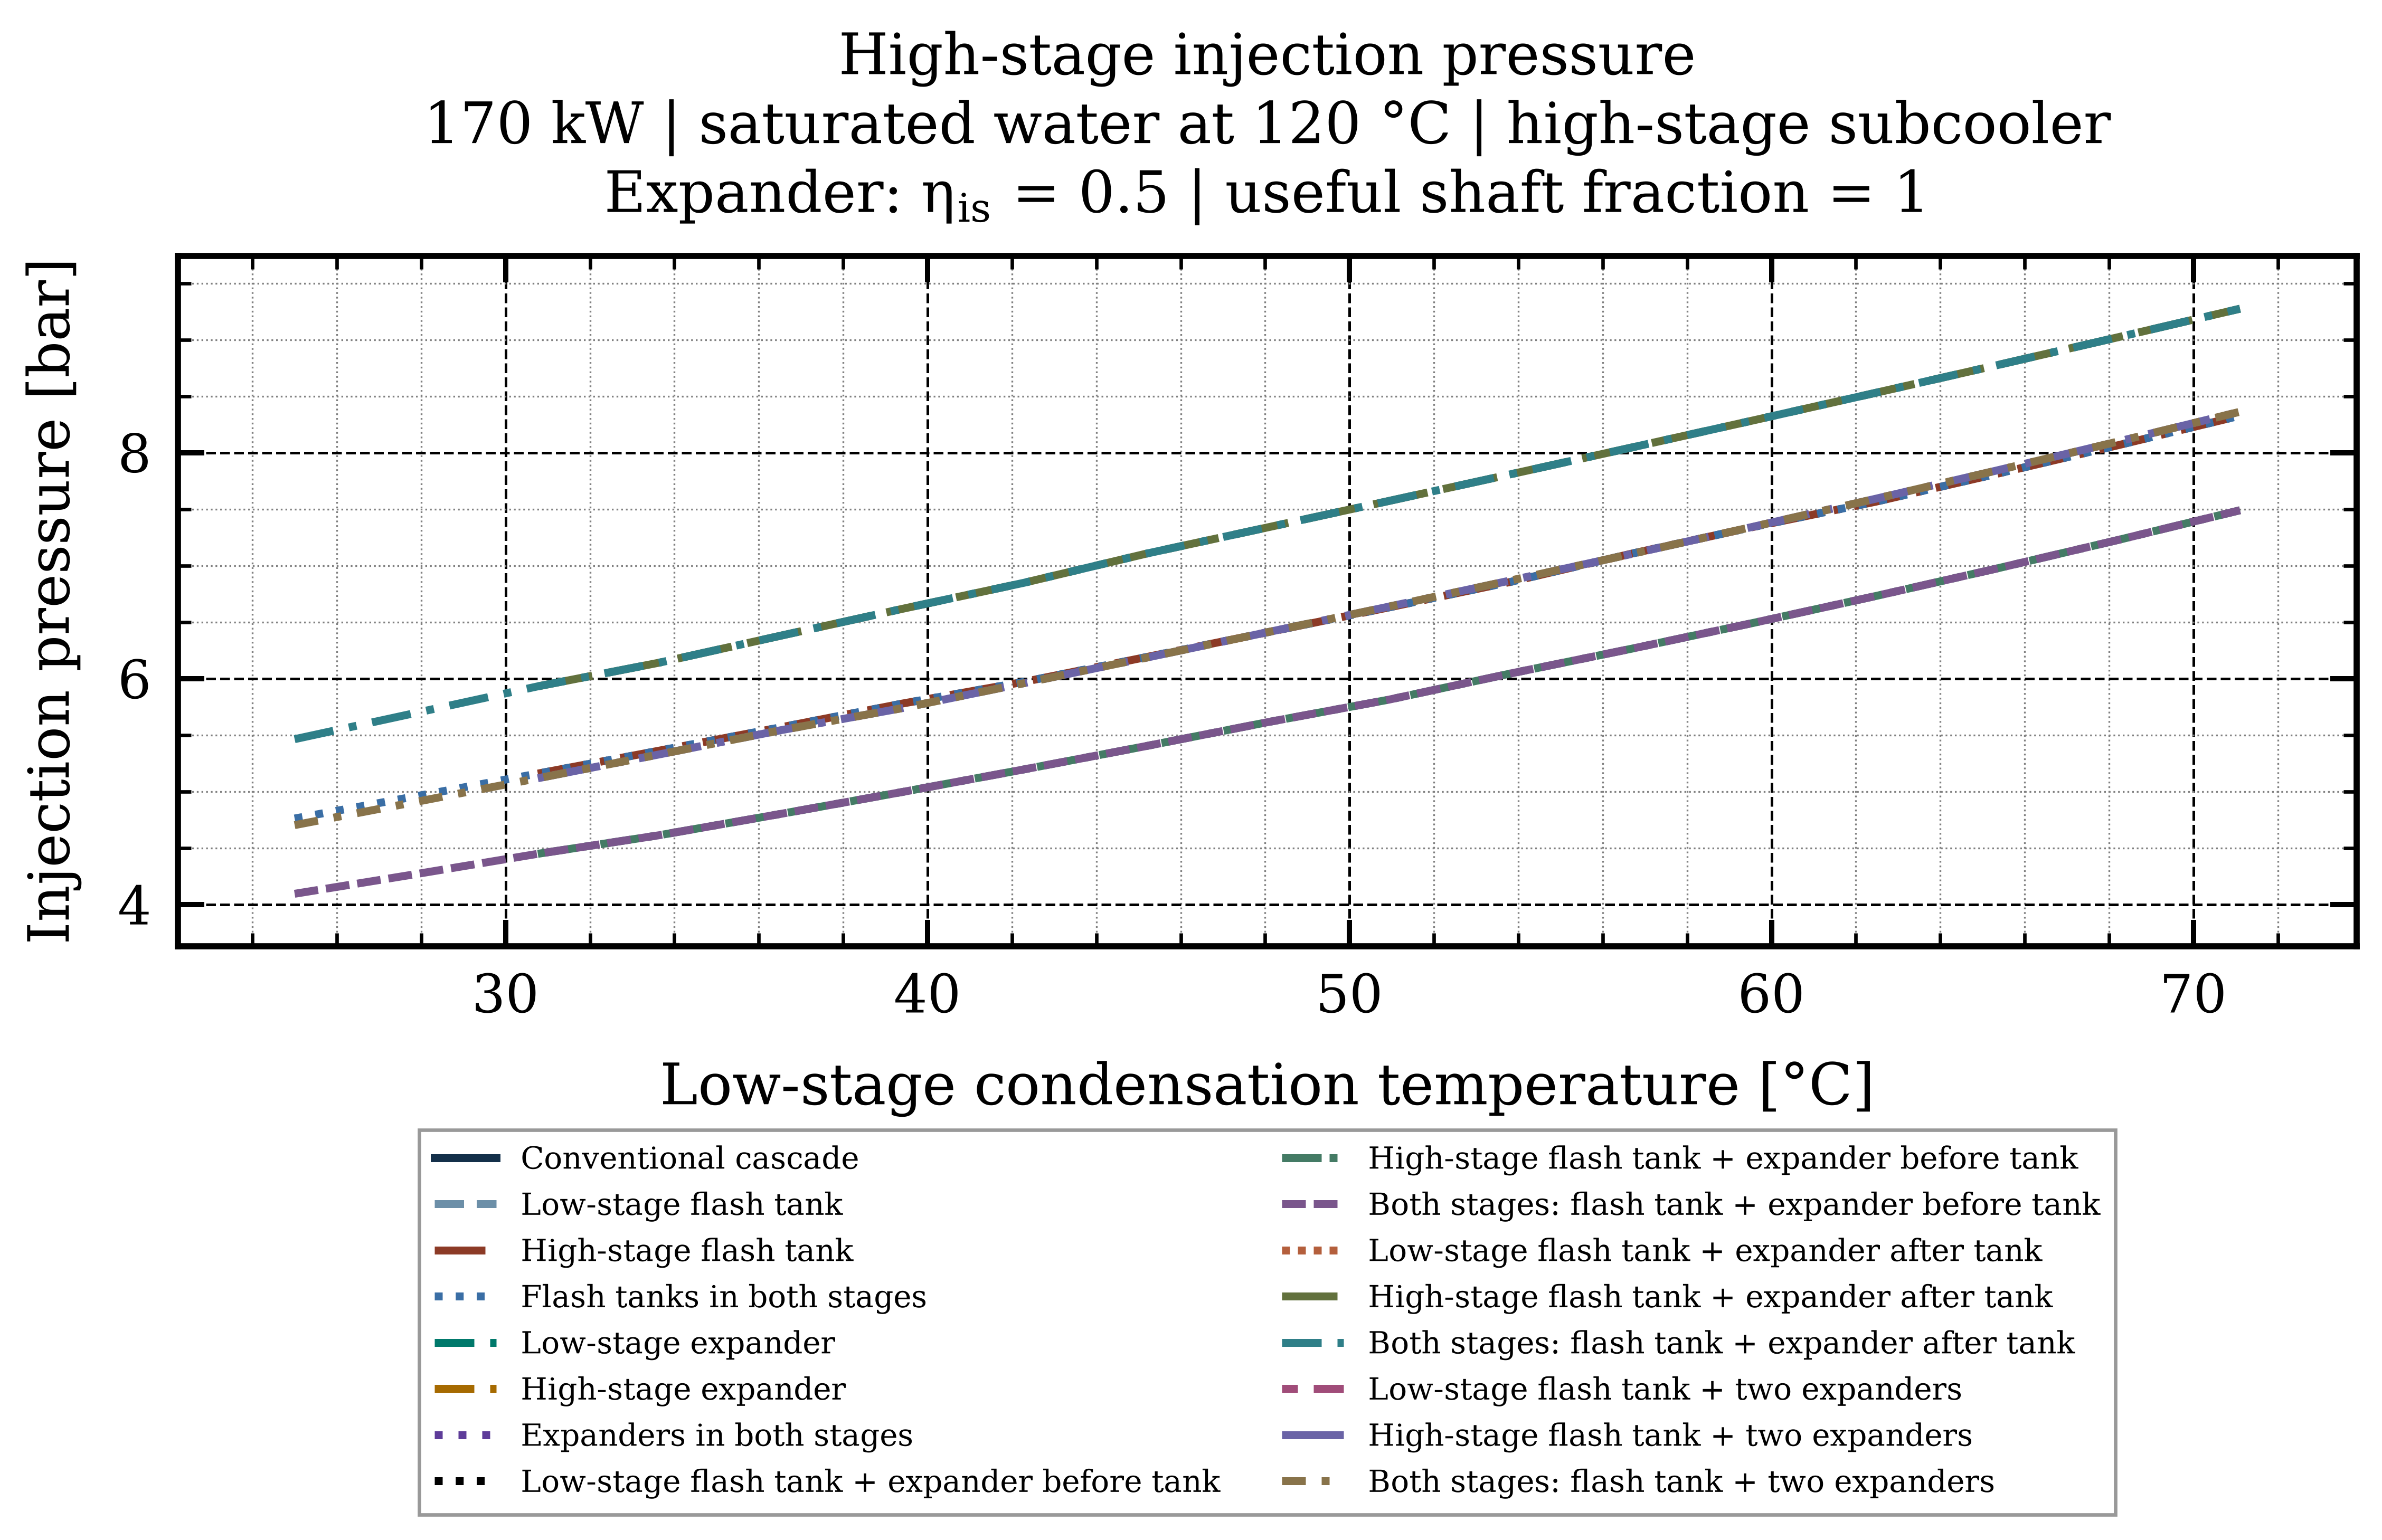 High-stage injection pressure
170 kW | saturated water at 120 °C | high-stage subcooler
Expander: ηis = 0.5 | useful shaft fraction = 1
Injection pressure [bar]
8
6
4
30 40 50 60 70
Low-stage condensation temperature [°C]
Conventional cascade
Low-stage flash tank
High-stage flash tank
Flash tanks in both stages
Low-stage expander
High-stage expander
Expanders in both stages
Low-stage flash tank + expander before tank
High-stage flash tank + expander before tank
Both stages: flash tank + expander before tank
Low-stage flash tank + expander after tank
High-stage flash tank + expander after tank
Both stages: flash tank + expander after tank
Low-stage flash tank + two expanders
High-stage flash tank + two expanders
Both stages: flash tank + two expanders